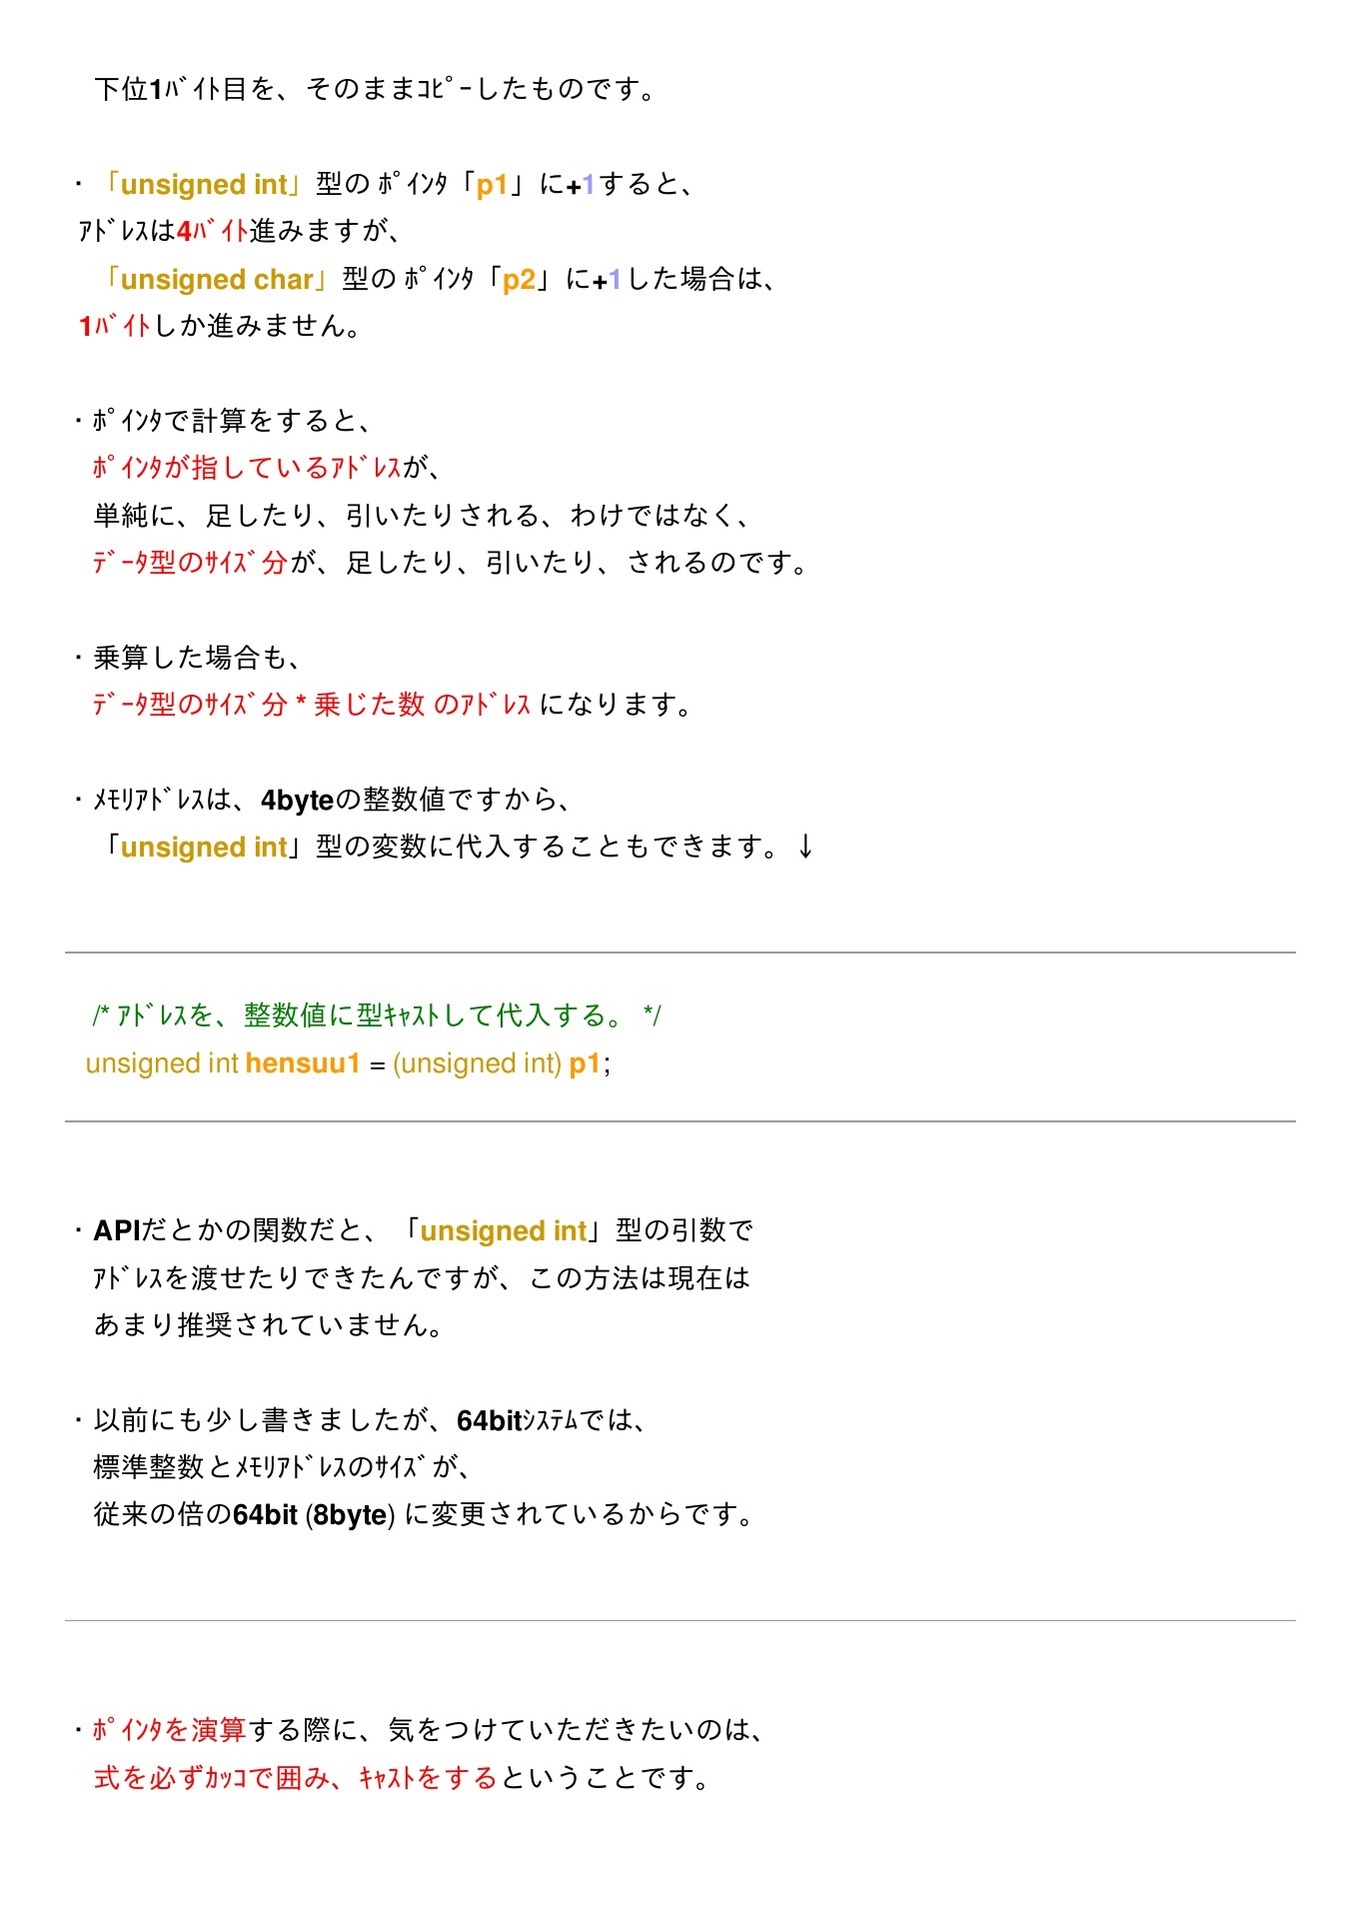 下位1ﾊﾞｲﾄ目を、そのままｺﾋﾟｰしたものです。
・「unsigned int」型の ﾎﾟｲﾝﾀ「p1」に+1すると、
ｱﾄﾞﾚｽは4ﾊﾞｲﾄ進みますが、
「unsigned char」型の ﾎﾟｲﾝﾀ「p2」に+1した場合は、
1ﾊﾞｲﾄしか進みません。
・ﾎﾟｲﾝﾀで計算をすると、
ﾎﾟｲﾝﾀが指しているｱﾄﾞﾚｽが、
単純に、足したり、引いたりされる、わけではなく、
ﾃﾞｰﾀ型のｻｲｽﾞ分が、足したり、引いたり、されるのです。
・乗算した場合も、
ﾃﾞｰﾀ型のｻｲｽﾞ分 * 乗じた数 のｱﾄﾞﾚｽ になります。
・ﾒﾓﾘｱﾄﾞﾚｽは、4byteの整数値ですから、
「unsigned int」型の変数に代入することもできます。↓
/* ｱﾄﾞﾚｽを、整数値に型ｷｬｽﾄして代入する。 */
unsigned int hensuu1 = (unsigned int) p1;
・APIだとかの関数だと、「unsigned int」型の引数で
ｱﾄﾞﾚｽを渡せたりできたんですが、この方法は現在は
あまり推奨されていません。
・以前にも少し書きましたが、64bitｼｽﾃﾑでは、
標準整数とﾒﾓﾘｱﾄﾞﾚｽのｻｲｽﾞが、
従来の倍の64bit (8byte) に変更されているからです。
・ﾎﾟｲﾝﾀを演算する際に、気をつけていただきたいのは、
式を必ずｶｯｺで囲み、ｷｬｽﾄをするということです。